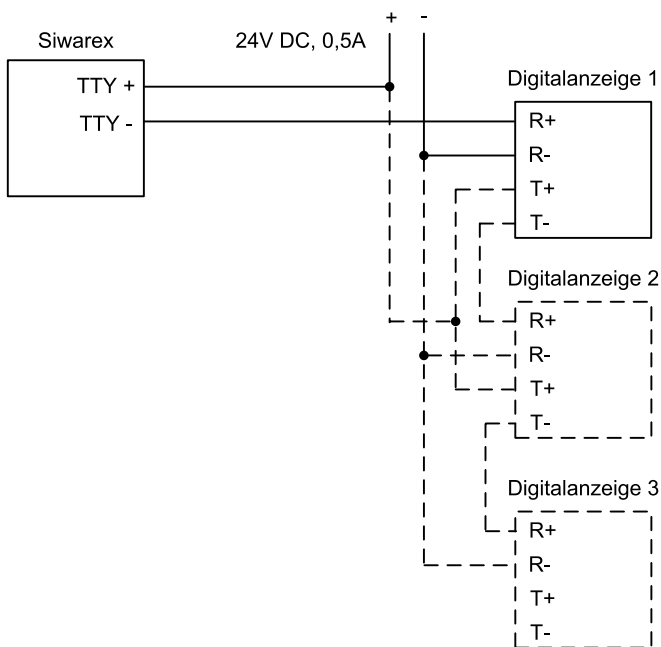 + -
Siwarex
24V DC, 0,5A
TTY +
TTY -
Digitalanzeige 1
R+
R-
T+
T-
Digitalanzeige 2
R+
R-
T+
T-
Digitalanzeige 3
R+
R-
T+
T-